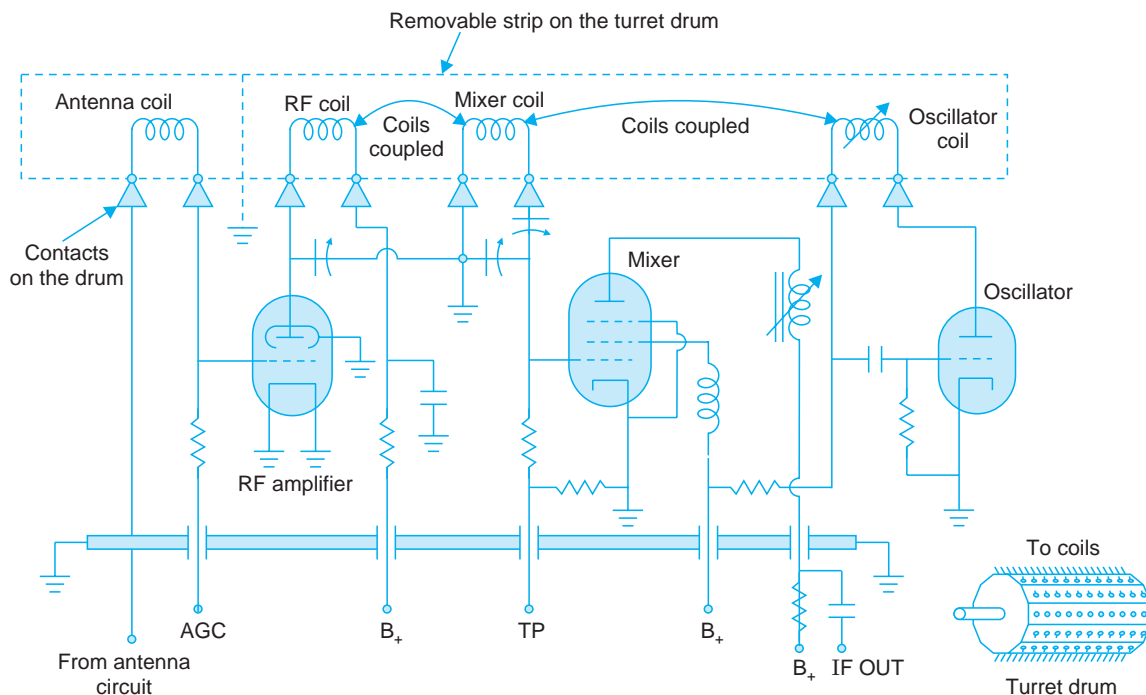 Removable strip on the turret drum
Antenna coil
RF coil
Coils
coupled
Mixer coil
Coils coupled
Oscillator
coil
Contacts
on the drum
Mixer
Oscillator
RF amplifier
To coils
AGC
B+
TP
B+
B+
IF OUT
From antenna
circuit
Turret drum